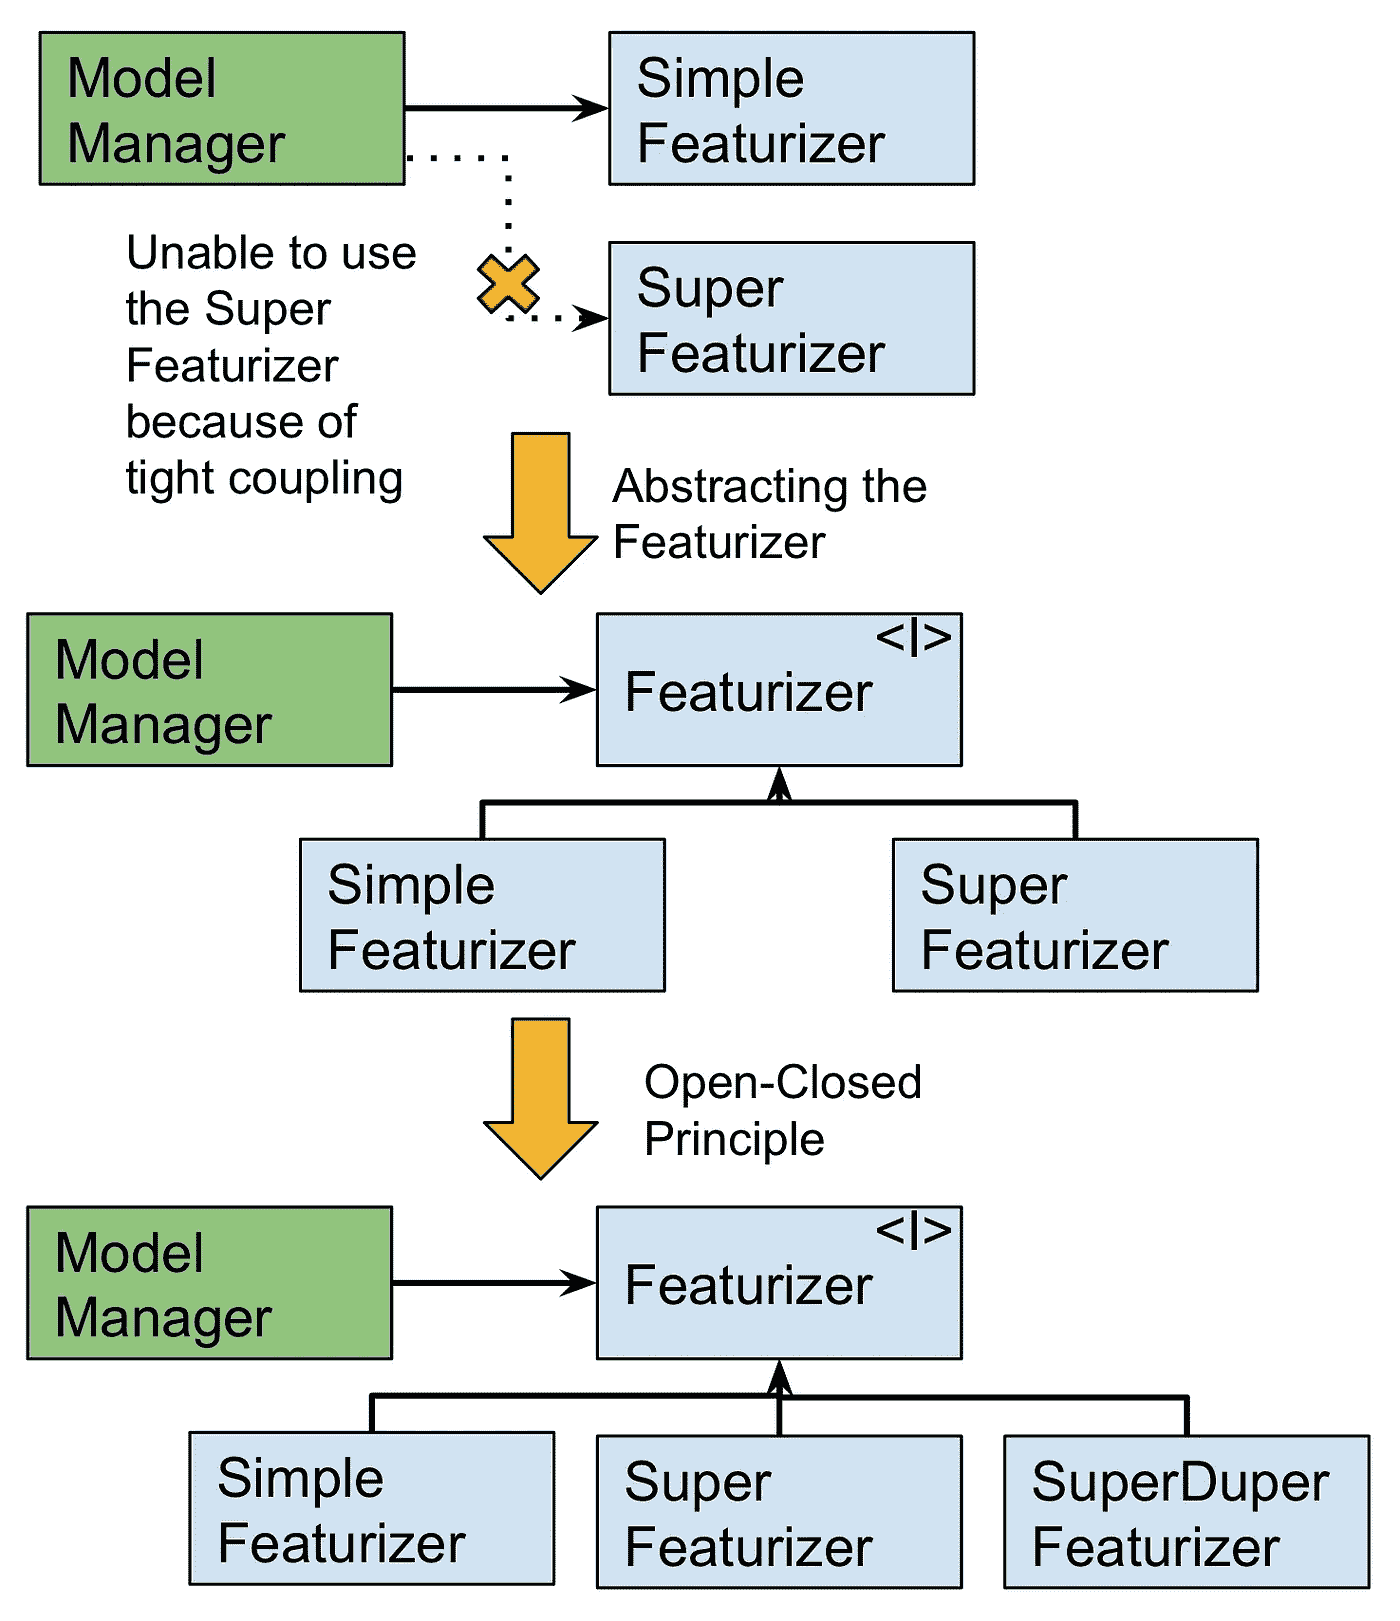 Model
Manager
Simple
Featurizer
Unable to use
the Super
Featurizer
because of
tight coupling
Super
Featurizer
Abstracting the
Featurizer
Model
Manager
<I>
Featurizer
Simple
Featurizer
Super
Featurizer
Open-Closed
Principle
Model
Manager
<I>
Featurizer
Simple
Featurizer
Super
Featurizer
SuperDuper
Featurizer